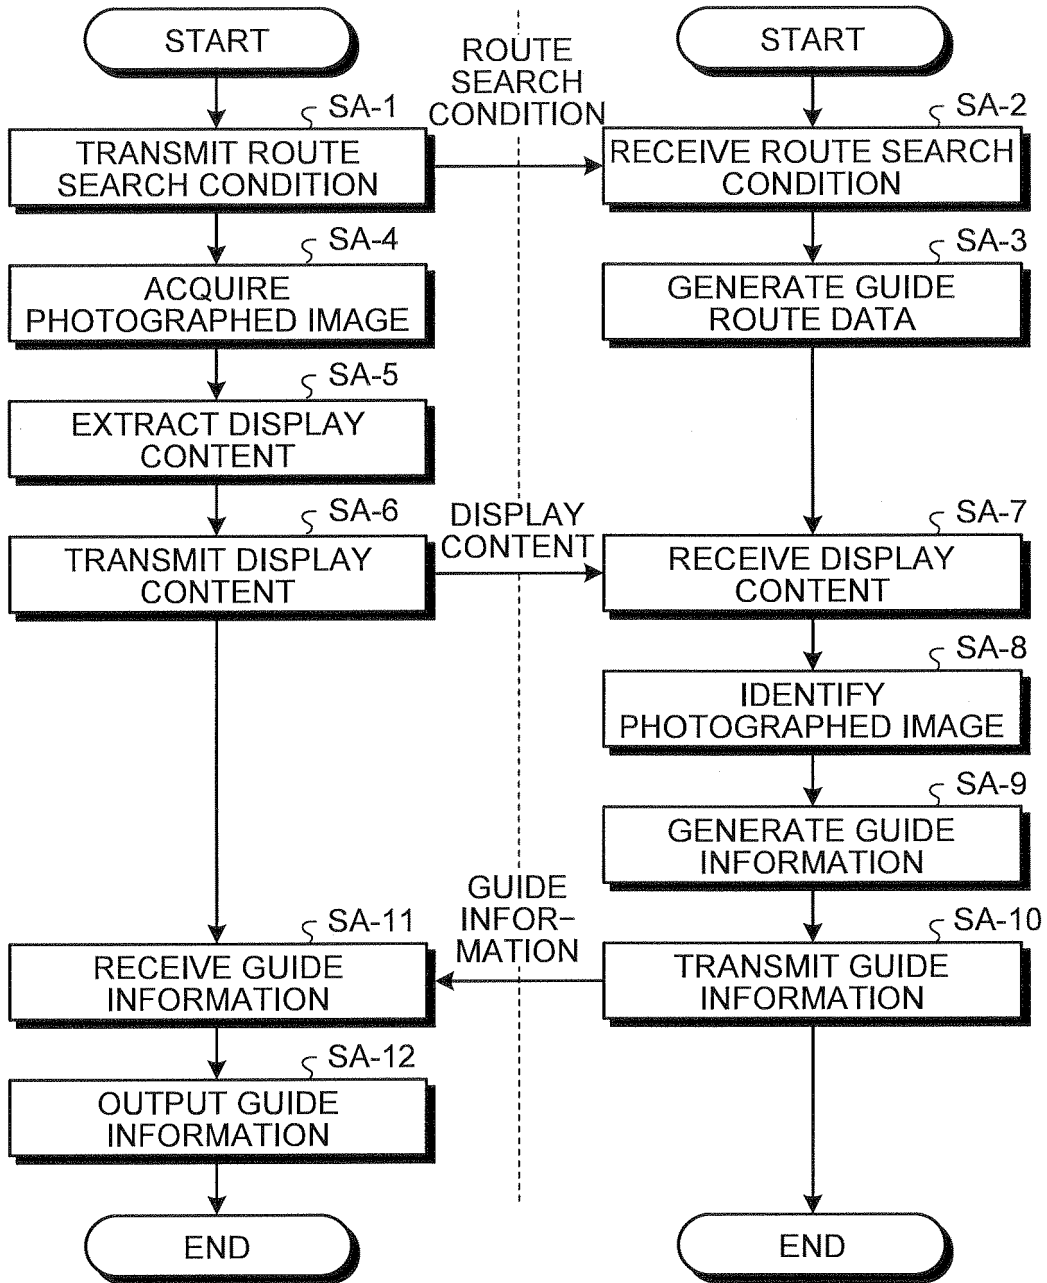 START
START
ROUTE
SEARCH
CONDITION
SA-1
TRANSMIT ROUTE
SEARCH CONDITION
SA-2
RECEIVE ROUTE SEARCH
CONDITION
SA-4
ACQUIRE
PHOTOGRAPHED IMAGE
SA-3
GENERATE GUIDE
ROUTE DATA
SA-5
EXTRACT DISPLAY
CONTENT
SA-6
TRANSMIT DISPLAY
CONTENT
DISPLAY
CONTENT
SA-7
RECEIVE DISPLAY
CONTENT
SA-8
IDENTIFY
PHOTOGRAPHED IMAGE
SA-9
GENERATE GUIDE
INFORMATION
GUIDE
INFOR-
MATION
SA-10
TRANSMIT GUIDE
INFORMATION
SA-11
RECEIVE GUIDE
INFORMATION
SA-12
OUTPUT GUIDE
INFORMATION
END
END